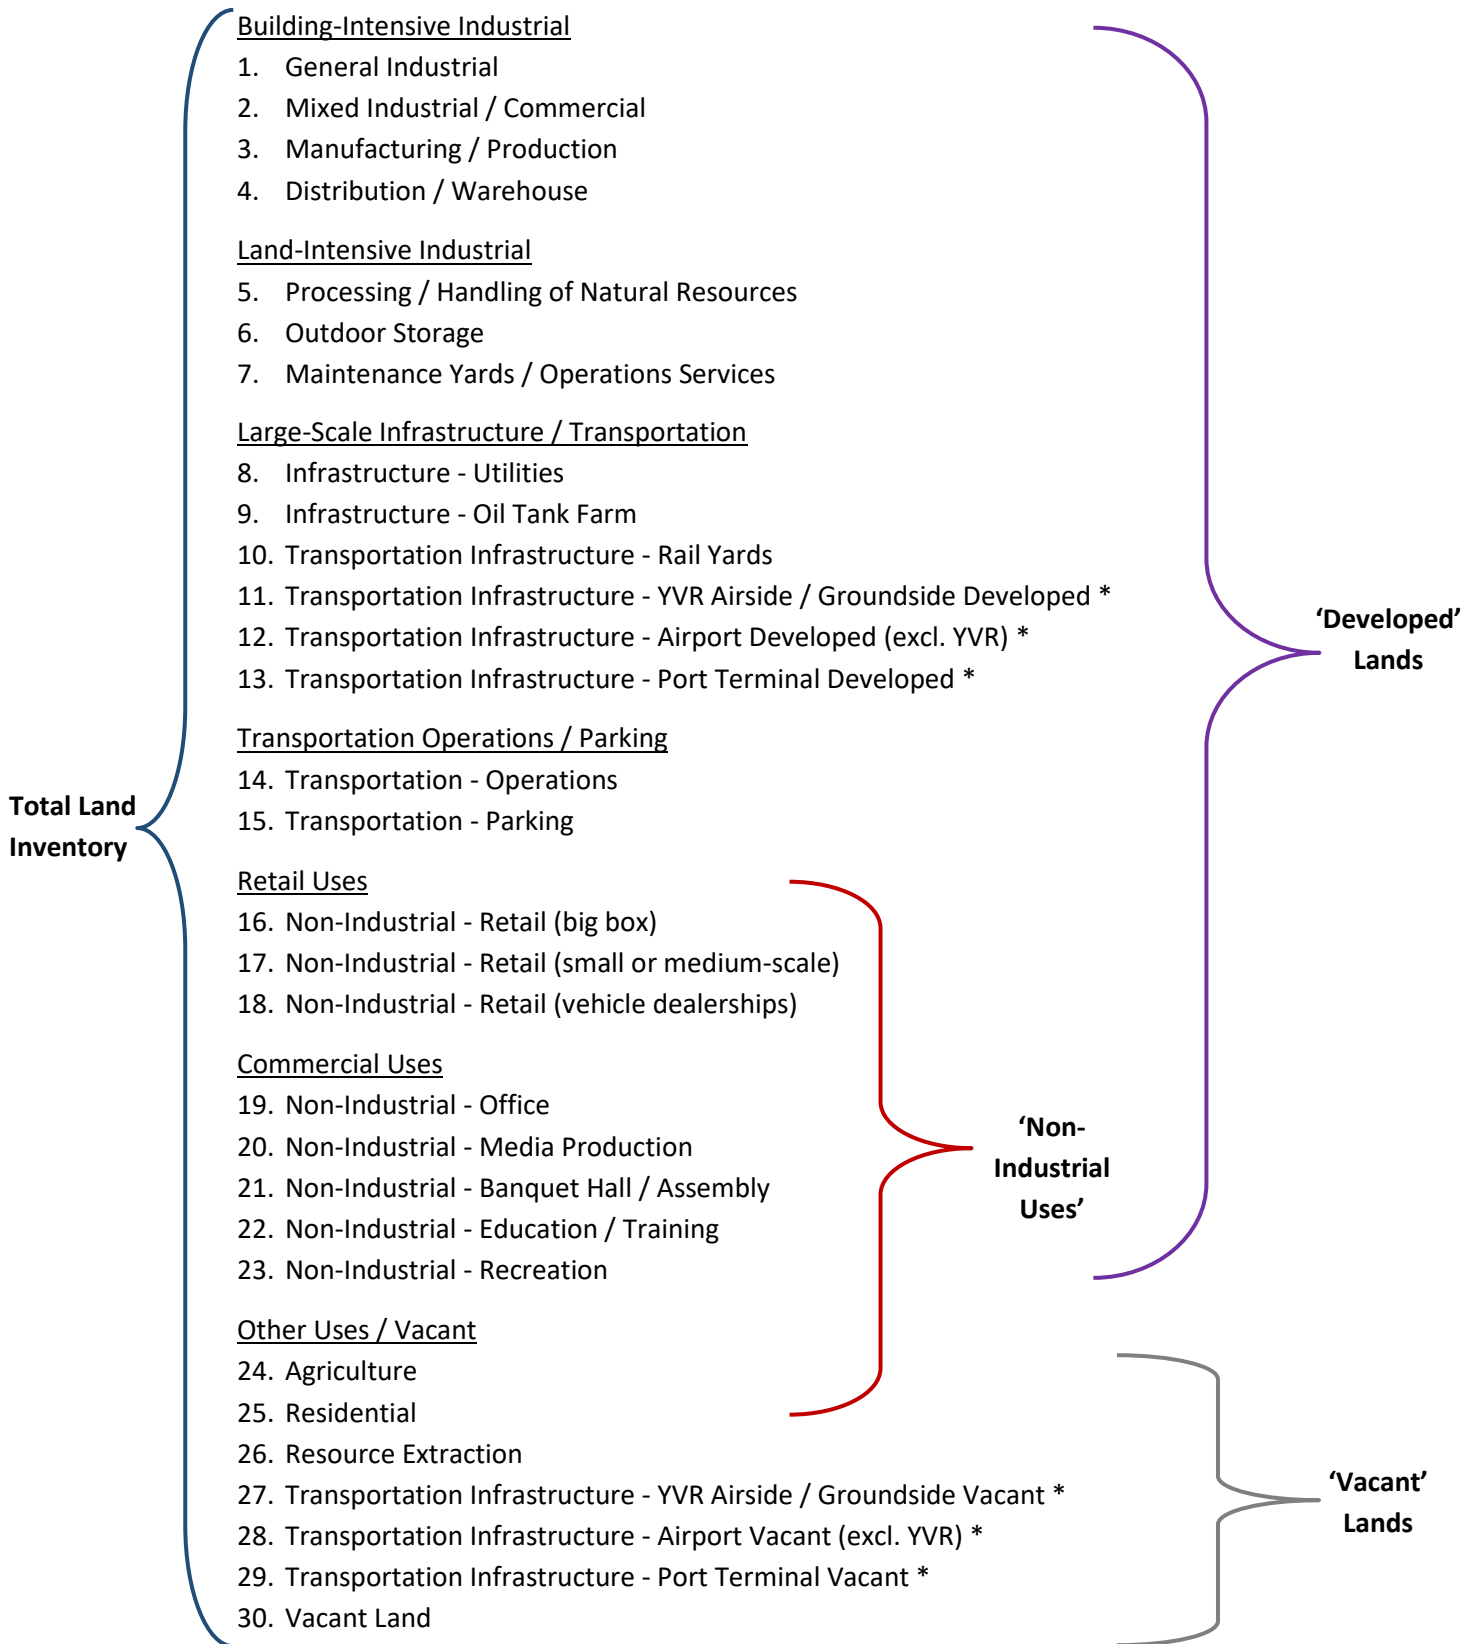 Building-Intensive Industrial
1. General Industrial
2. Mixed Industrial / Commercial
3. Manufacturing / Production
4. Distribution / Warehouse
Land-Intensive Industrial
5. Processing / Handling of Natural Resources
6. Outdoor Storage
7. Maintenance Yards / Operations Services
Large-Scale Infrastructure / Transportation
8. Infrastructure - Utilities
9. Infrastructure - Oil Tank Farm
10. Transportation Infrastructure - Rail Yards
11. Transportation Infrastructure - YVR Airside / Groundside Developed *
12. Transportation Infrastructure - Airport Developed (excl. YVR) *
13. Transportation Infrastructure - Port Terminal Developed *
Transportation Operations / Parking
14. Transportation - Operations
15. Transportation - Parking
Retail Uses
16. Non-Industrial - Retail (big box)
17. Non-Industrial - Retail (small or medium-scale)
18. Non-Industrial - Retail (vehicle dealerships)
Commercial Uses
19. Non-Industrial - Office
20. Non-Industrial - Media Production
21. Non-Industrial - Banquet Hall / Assembly
22. Non-Industrial - Education / Training
23. Non-Industrial - Recreation
Other Uses / Vacant
24. Agriculture
25. Residential
26. Resource Extraction
27. Transportation Infrastructure - YVR Airside / Groundside Vacant *
28. Transportation Infrastructure - Airport Vacant (excl. YVR) *
29. Transportation Infrastructure - Port Terminal Vacant *
30. Vacant Land
Total Land
Inventory
‘Non-
Industrial
Uses’
‘Developed’
Lands
‘Vacant’
Lands